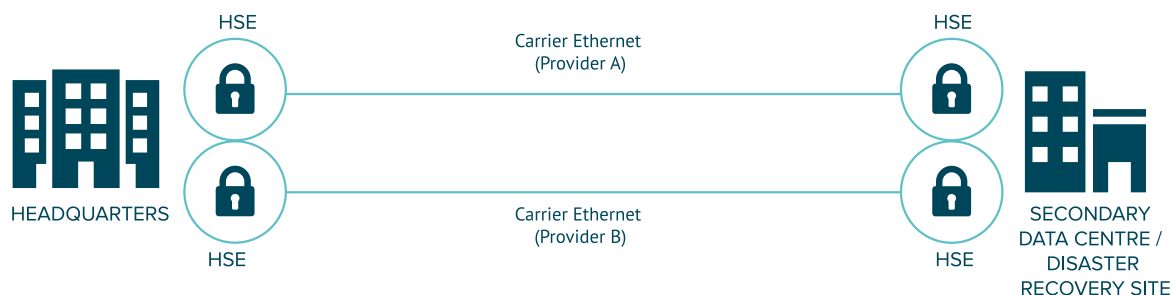 HSE
HSE
Carrier Ethernet
(Provider A)
HEADQUARTERS
Carrier Ethernet
(Provider B)
SECONDARY
DATA CENTRE /
DISASTER
RECOVERY SITE
HSE
HSE